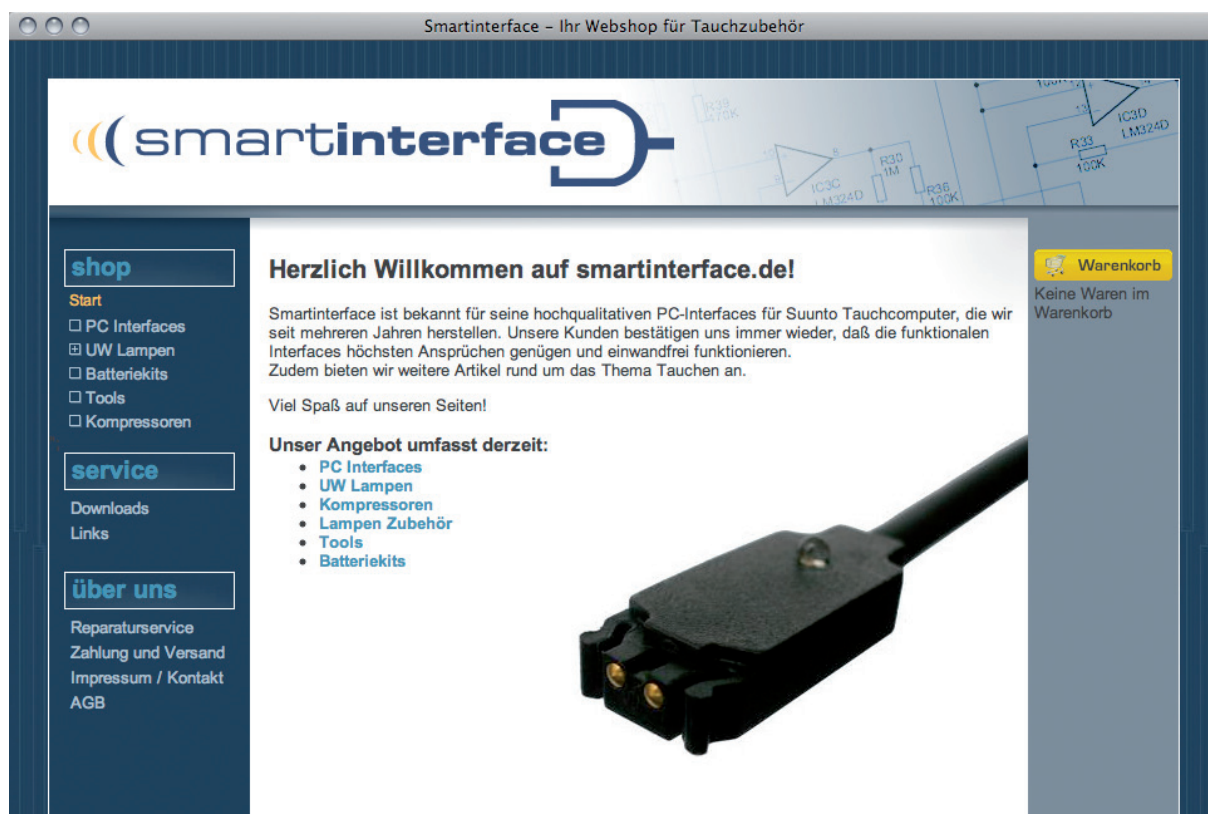 Smartinterface – Ihr Webshop für Tauchzubehör
smartinterface
R39
470K
IC3C
LM324D
R30
1M
R36
100K
IC3D
LM324D
R33
100K
shop
Start
PC Interfaces
UW Lampen
Batteriekits
Tools
Kompressoren
service
Downloads
Links
über uns
Reparaturservice
Zahlung und Versand
Impressum / Kontakt
AGB
Herzlich Willkommen auf smartinterface.de!
Smartinterface ist bekannt für seine hochqualitativen PC-Interfaces für Suunto Tauchcomputer, die wir
seit mehreren Jahren herstellen. Unsere Kunden bestätigen uns immer wieder, daß die funktionalen
Interfaces höchsten Ansprüchen genügen und einwandfrei funktionieren.
Zudem bieten wir weitere Artikel rund um das Thema Tauchen an.
Viel Spaß auf unseren Seiten!
Unser Angebot umfasst derzeit:
• PC Interfaces
• UW Lampen
• Kompressoren
• Lampen Zubehör
• Tools
• Batteriekits
Warenkorb
Keine Waren im
Warenkorb